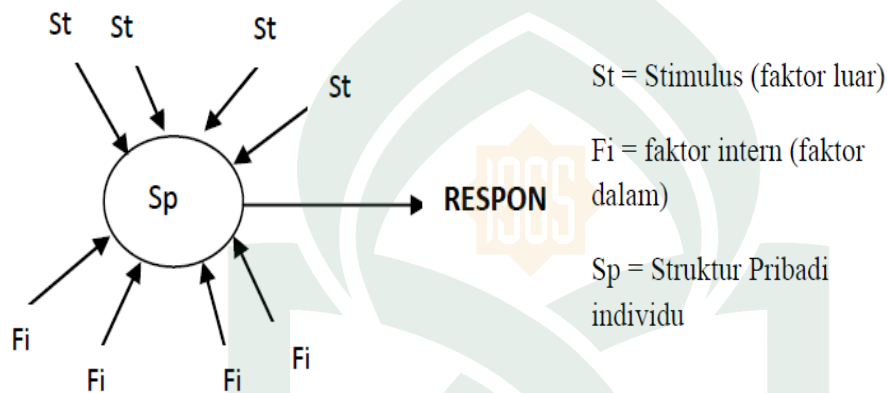 St
St
St
St
Sp
RESPON
Fi
Fi
Fi
Fi
St = Stimulus (faktor luar)
Fi = faktor intern (faktor
dalam)
Sp = Struktur Pribadi
individu
1965